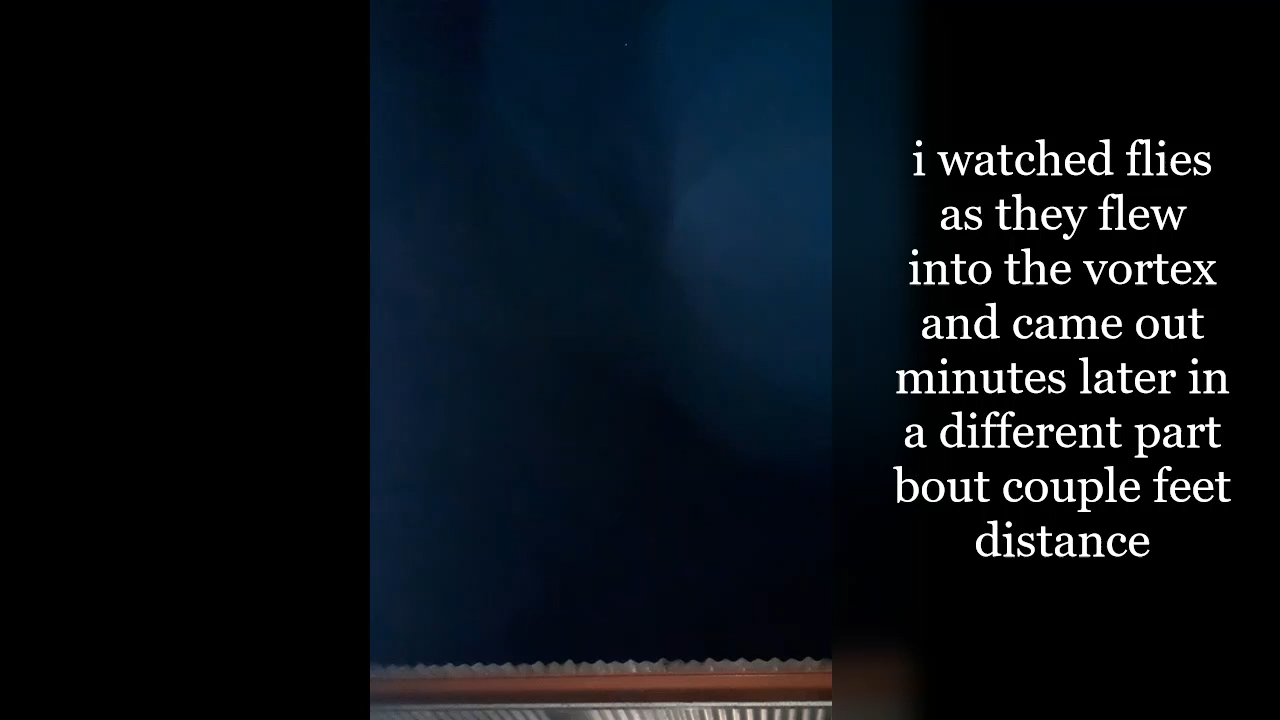 i watched flies
as they flew
into the vortex
and came out
minutes later in
a different part
bout couple feet
distance